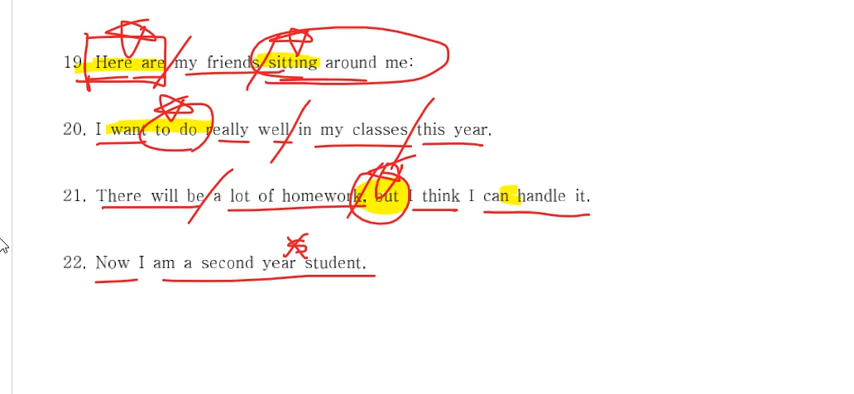 19. Here are my friends sitting around me:
20. I want to do really well in my classes this year.
21. There will be a lot of homework, but I think I can handle it.
22. Now I am a second year student.